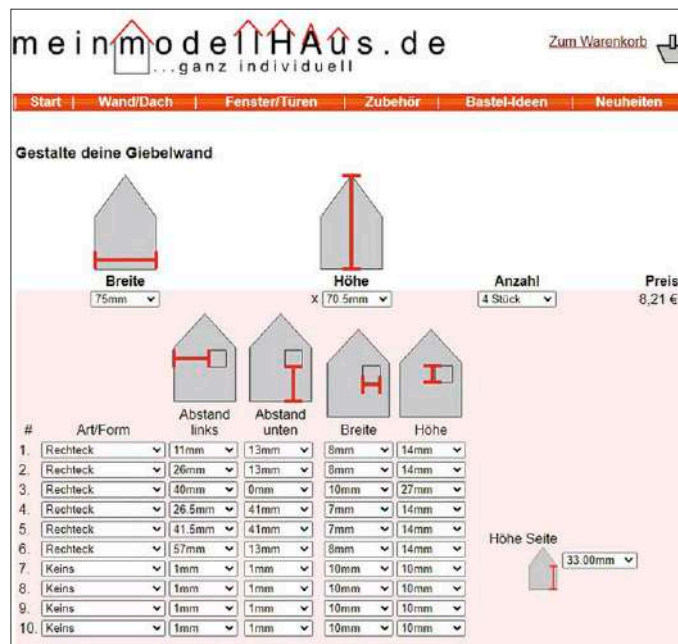 meinmodellHAus.de
...ganz individuell
Zum Warenkorb
Start | Wand/Dach | Fenster/Türen | Zubehör | Bastel-Ideen | Neuheiten
Gestalte deine Giebelwand
Breite Höhe Anzahl Preis
75mm x 70.5mm 4 Stück 8,21 €
# Art/Form Abstand links Abstand unten Breite Höhe
1. Rechteck 11mm 13mm 8mm 14mm
2. Rechteck 26mm 13mm 8mm 14mm
3. Rechteck 40mm 0mm 10mm 27mm
4. Rechteck 26.5mm 41mm 7mm 14mm
5. Rechteck 41.5mm 41mm 7mm 14mm
6. Rechteck 57mm 13mm 8mm 14mm
Höhe Seite
33.00mm
7. Keins 1mm 1mm 10mm 10mm
8. Keins 1mm 1mm 10mm 10mm
9. Keins 1mm 1mm 10mm 10mm
10. Keins 1mm 1mm 10mm 10mm